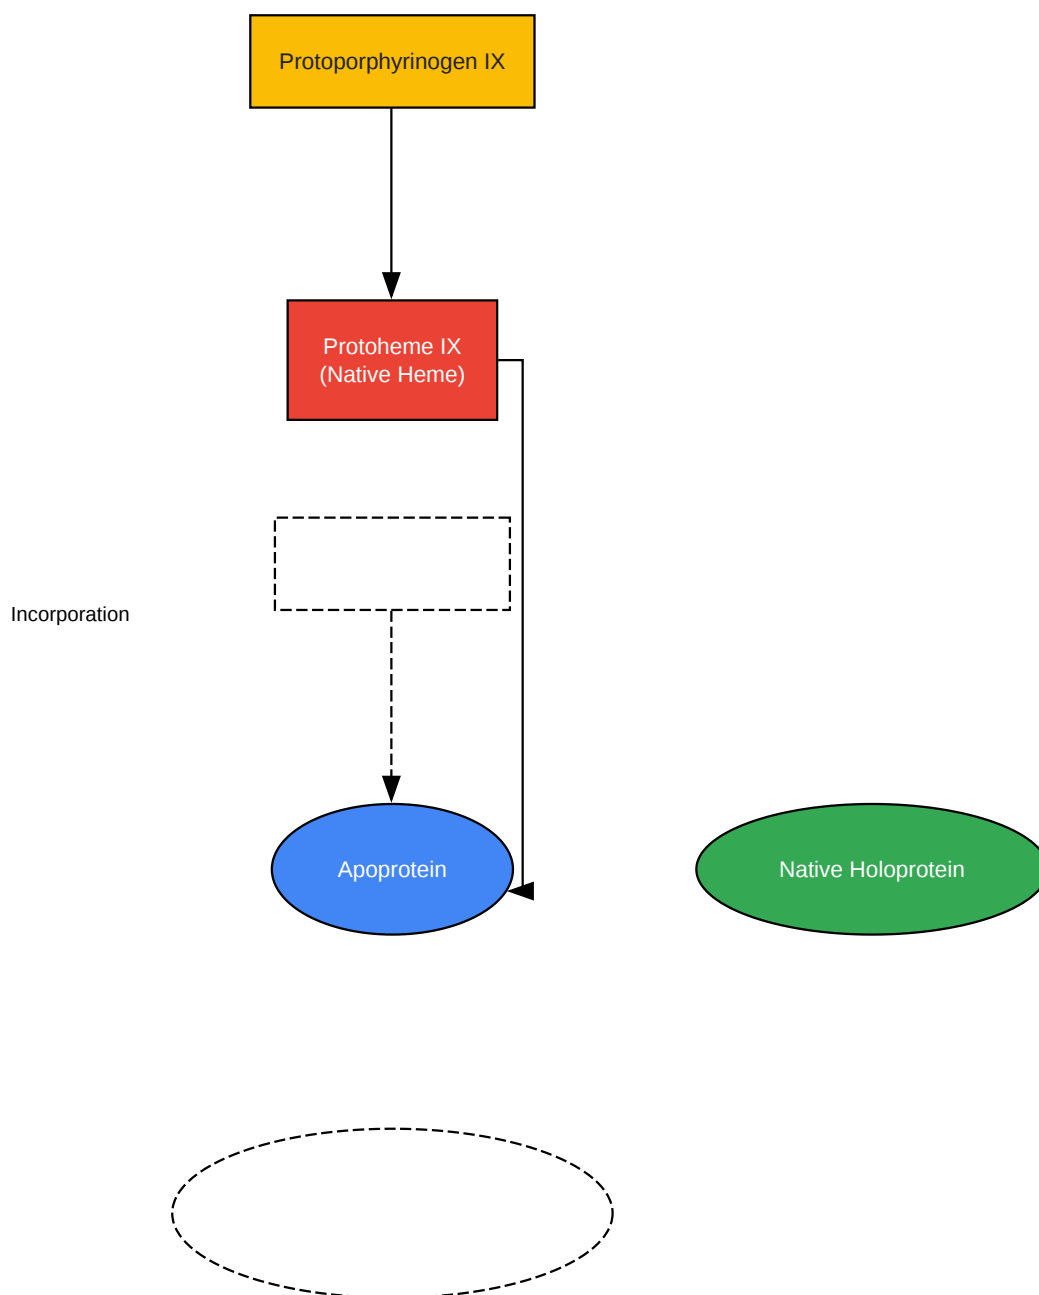 Protoporphyrinogen IX
Protoheme IX
(Native Heme)
Incorporation
Apoprotein
Native Holoprotein